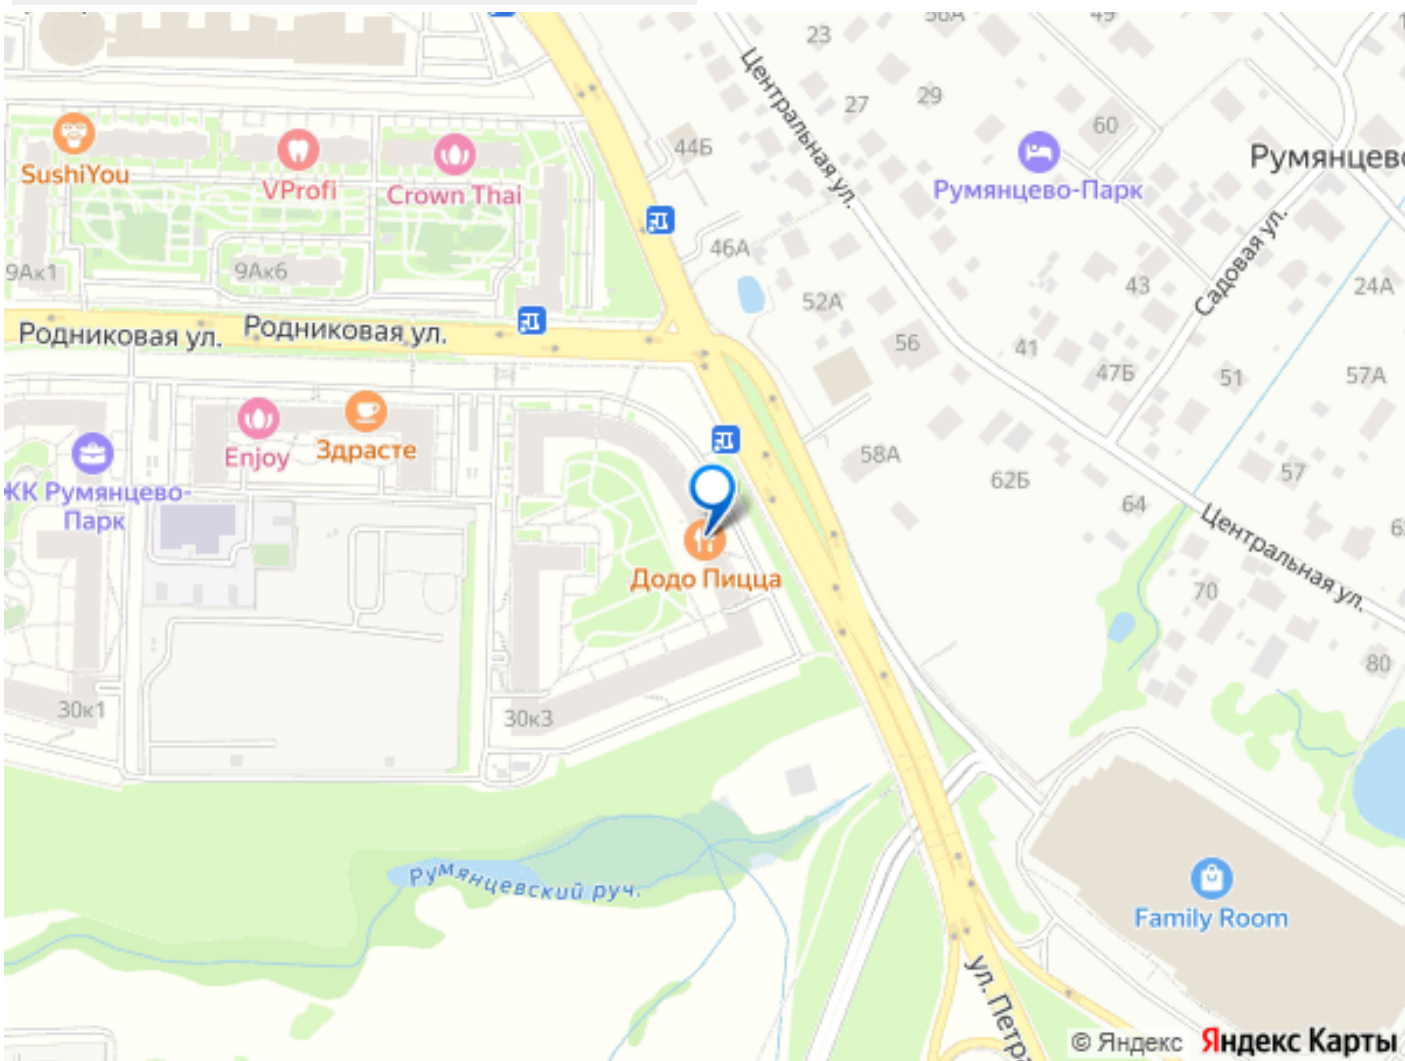 23
49
27
29
60
44Б
SushiYou
VProfi
Crown Thai
Центральная ул.
Румянцево-Парк
Румянцево
46А
9Ак1
9Ак6
52А
43
Садовая ул.
24А
Родниковая ул.
Родниковая ул.
56
41
47Б
51
57А
Enjoy
Здрасте
58А
62Б
57
64
ЖК Румянцево-
Парк
Центральная ул.
Додо Пицца
70
80
30к1
30к3
Румянцевский руч.
Family Room
ул. Петра
© Яндекс
Яндекс Карты